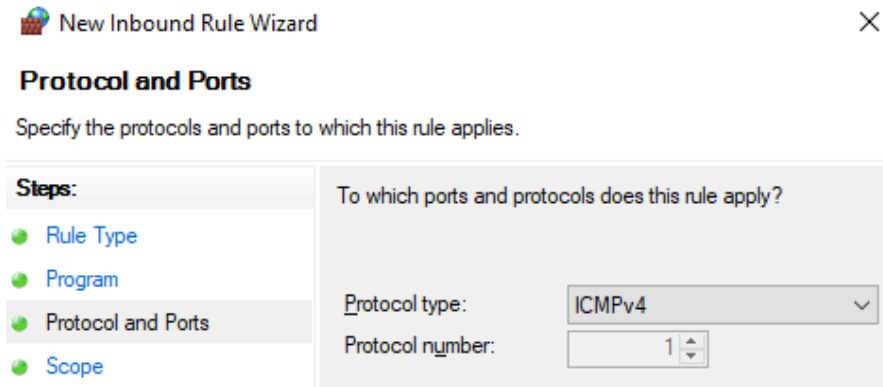 New Inbound Rule Wizard
Protocol and Ports
Specify the protocols and ports to which this rule applies.
Steps:
Rule Type
Program
Protocol and Ports
Scope
To which ports and protocols does this rule apply?
Protocol type: ICMPv4
Protocol number: 1